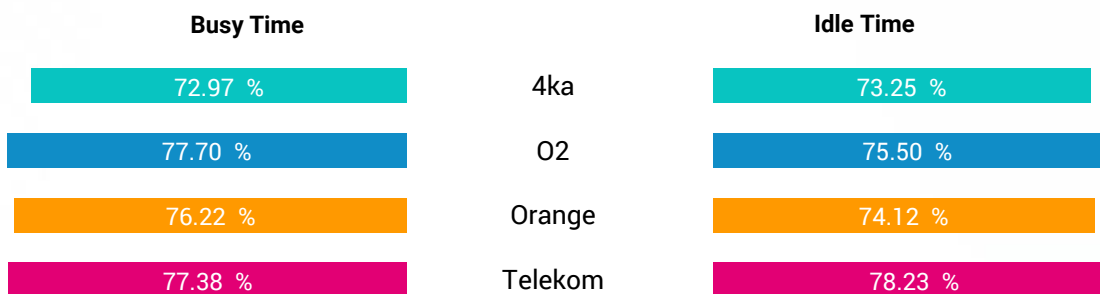 Busy Time Idle Time
72.97 % 4ka 73.25 %
77.70 % O2 75.50 %
76.22 % Orange 74.12 %
77.38 % Telekom 78.23 %